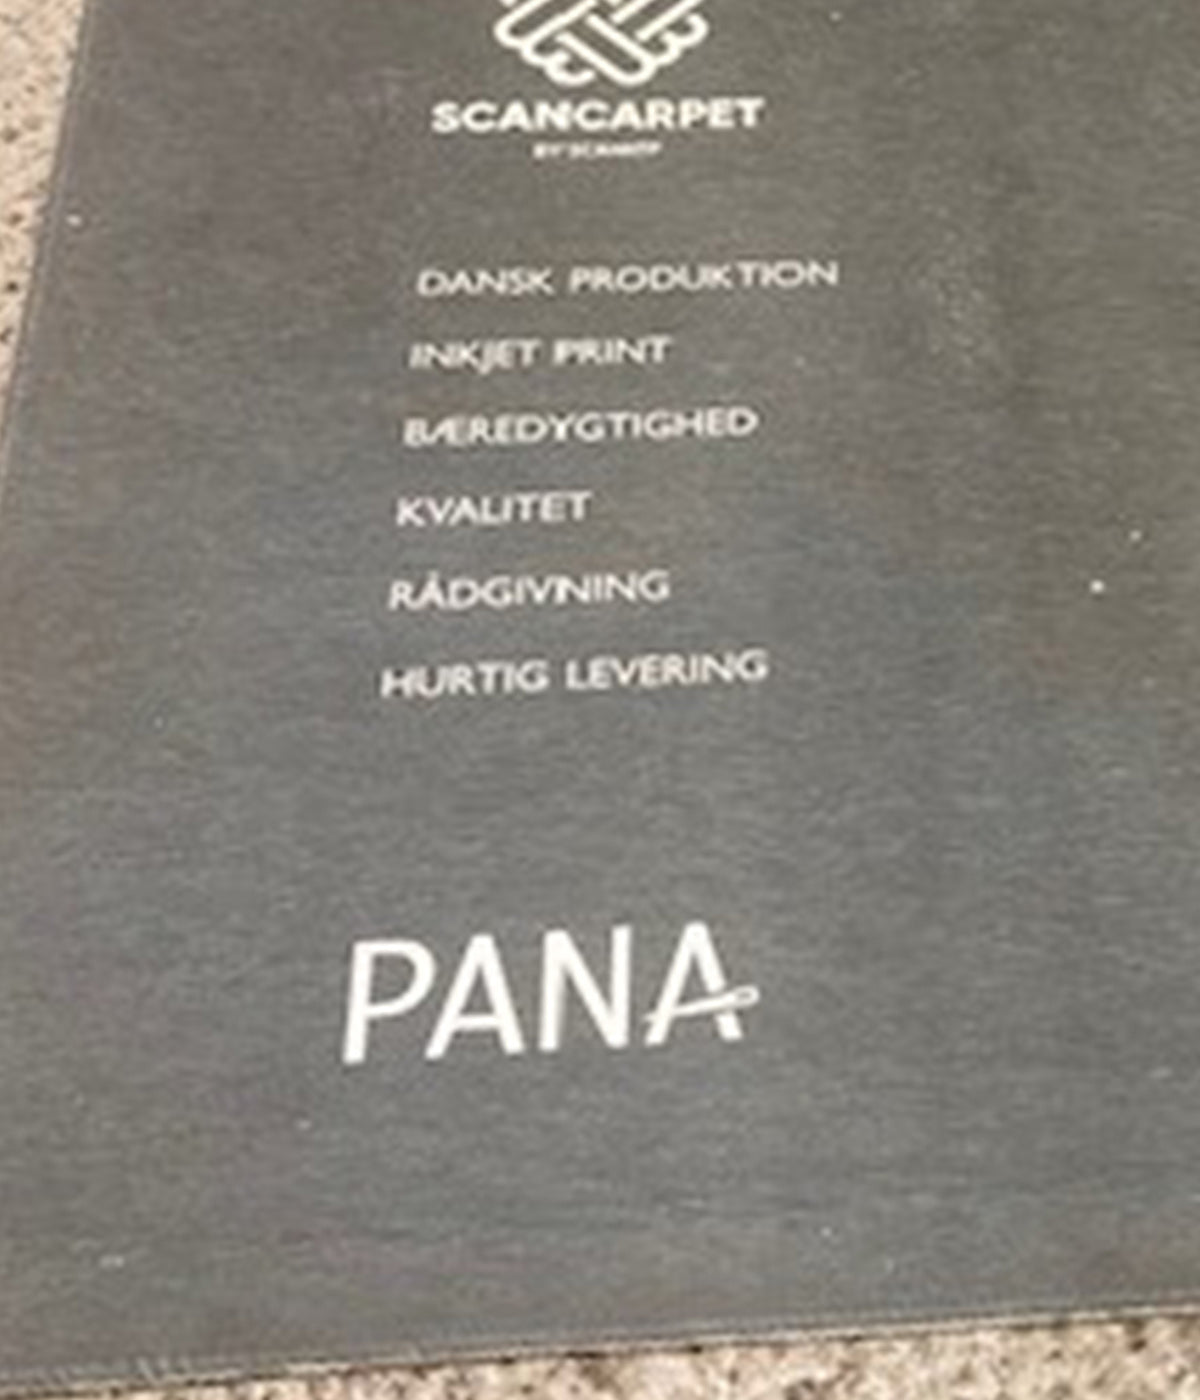 SCANCARPET
DANSK PRODUKTION
INKJET PRINT
BÆREDYGTIGHED
KVALITET
RÅDGIVNING
HURTIG LEVERING
PANA